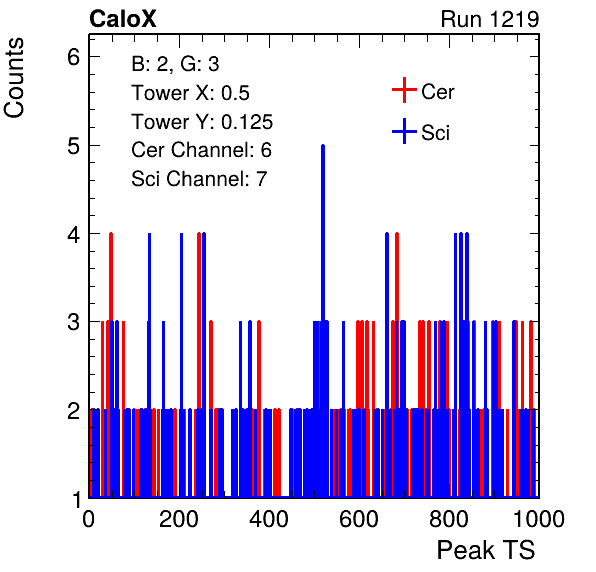 CaloX Run 1219
Counts
B: 2, G: 3
Tower X: 0.5
Tower Y: 0.125
Cer Channel: 6
Sci Channel: 7
Cer
Sci
6
5
4
3
2
1
0 200 400 600 800 1000
Peak TS